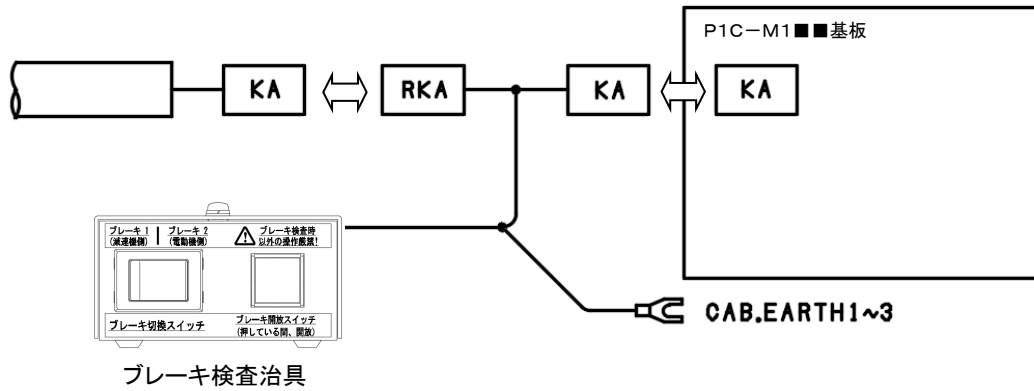 P1C−M1■■基板
KA
RKA
KA
KA
ブレーキ 1
(減速機側)
ブレーキ 2
(電動機側)
ブレーキ検査時
以外の操作厳禁!
ブレーキ切換スイッチ
ブレーキ開放スイッチ
(押している間、開放)
CAB.EARTH1~3
ブレーキ検査治具